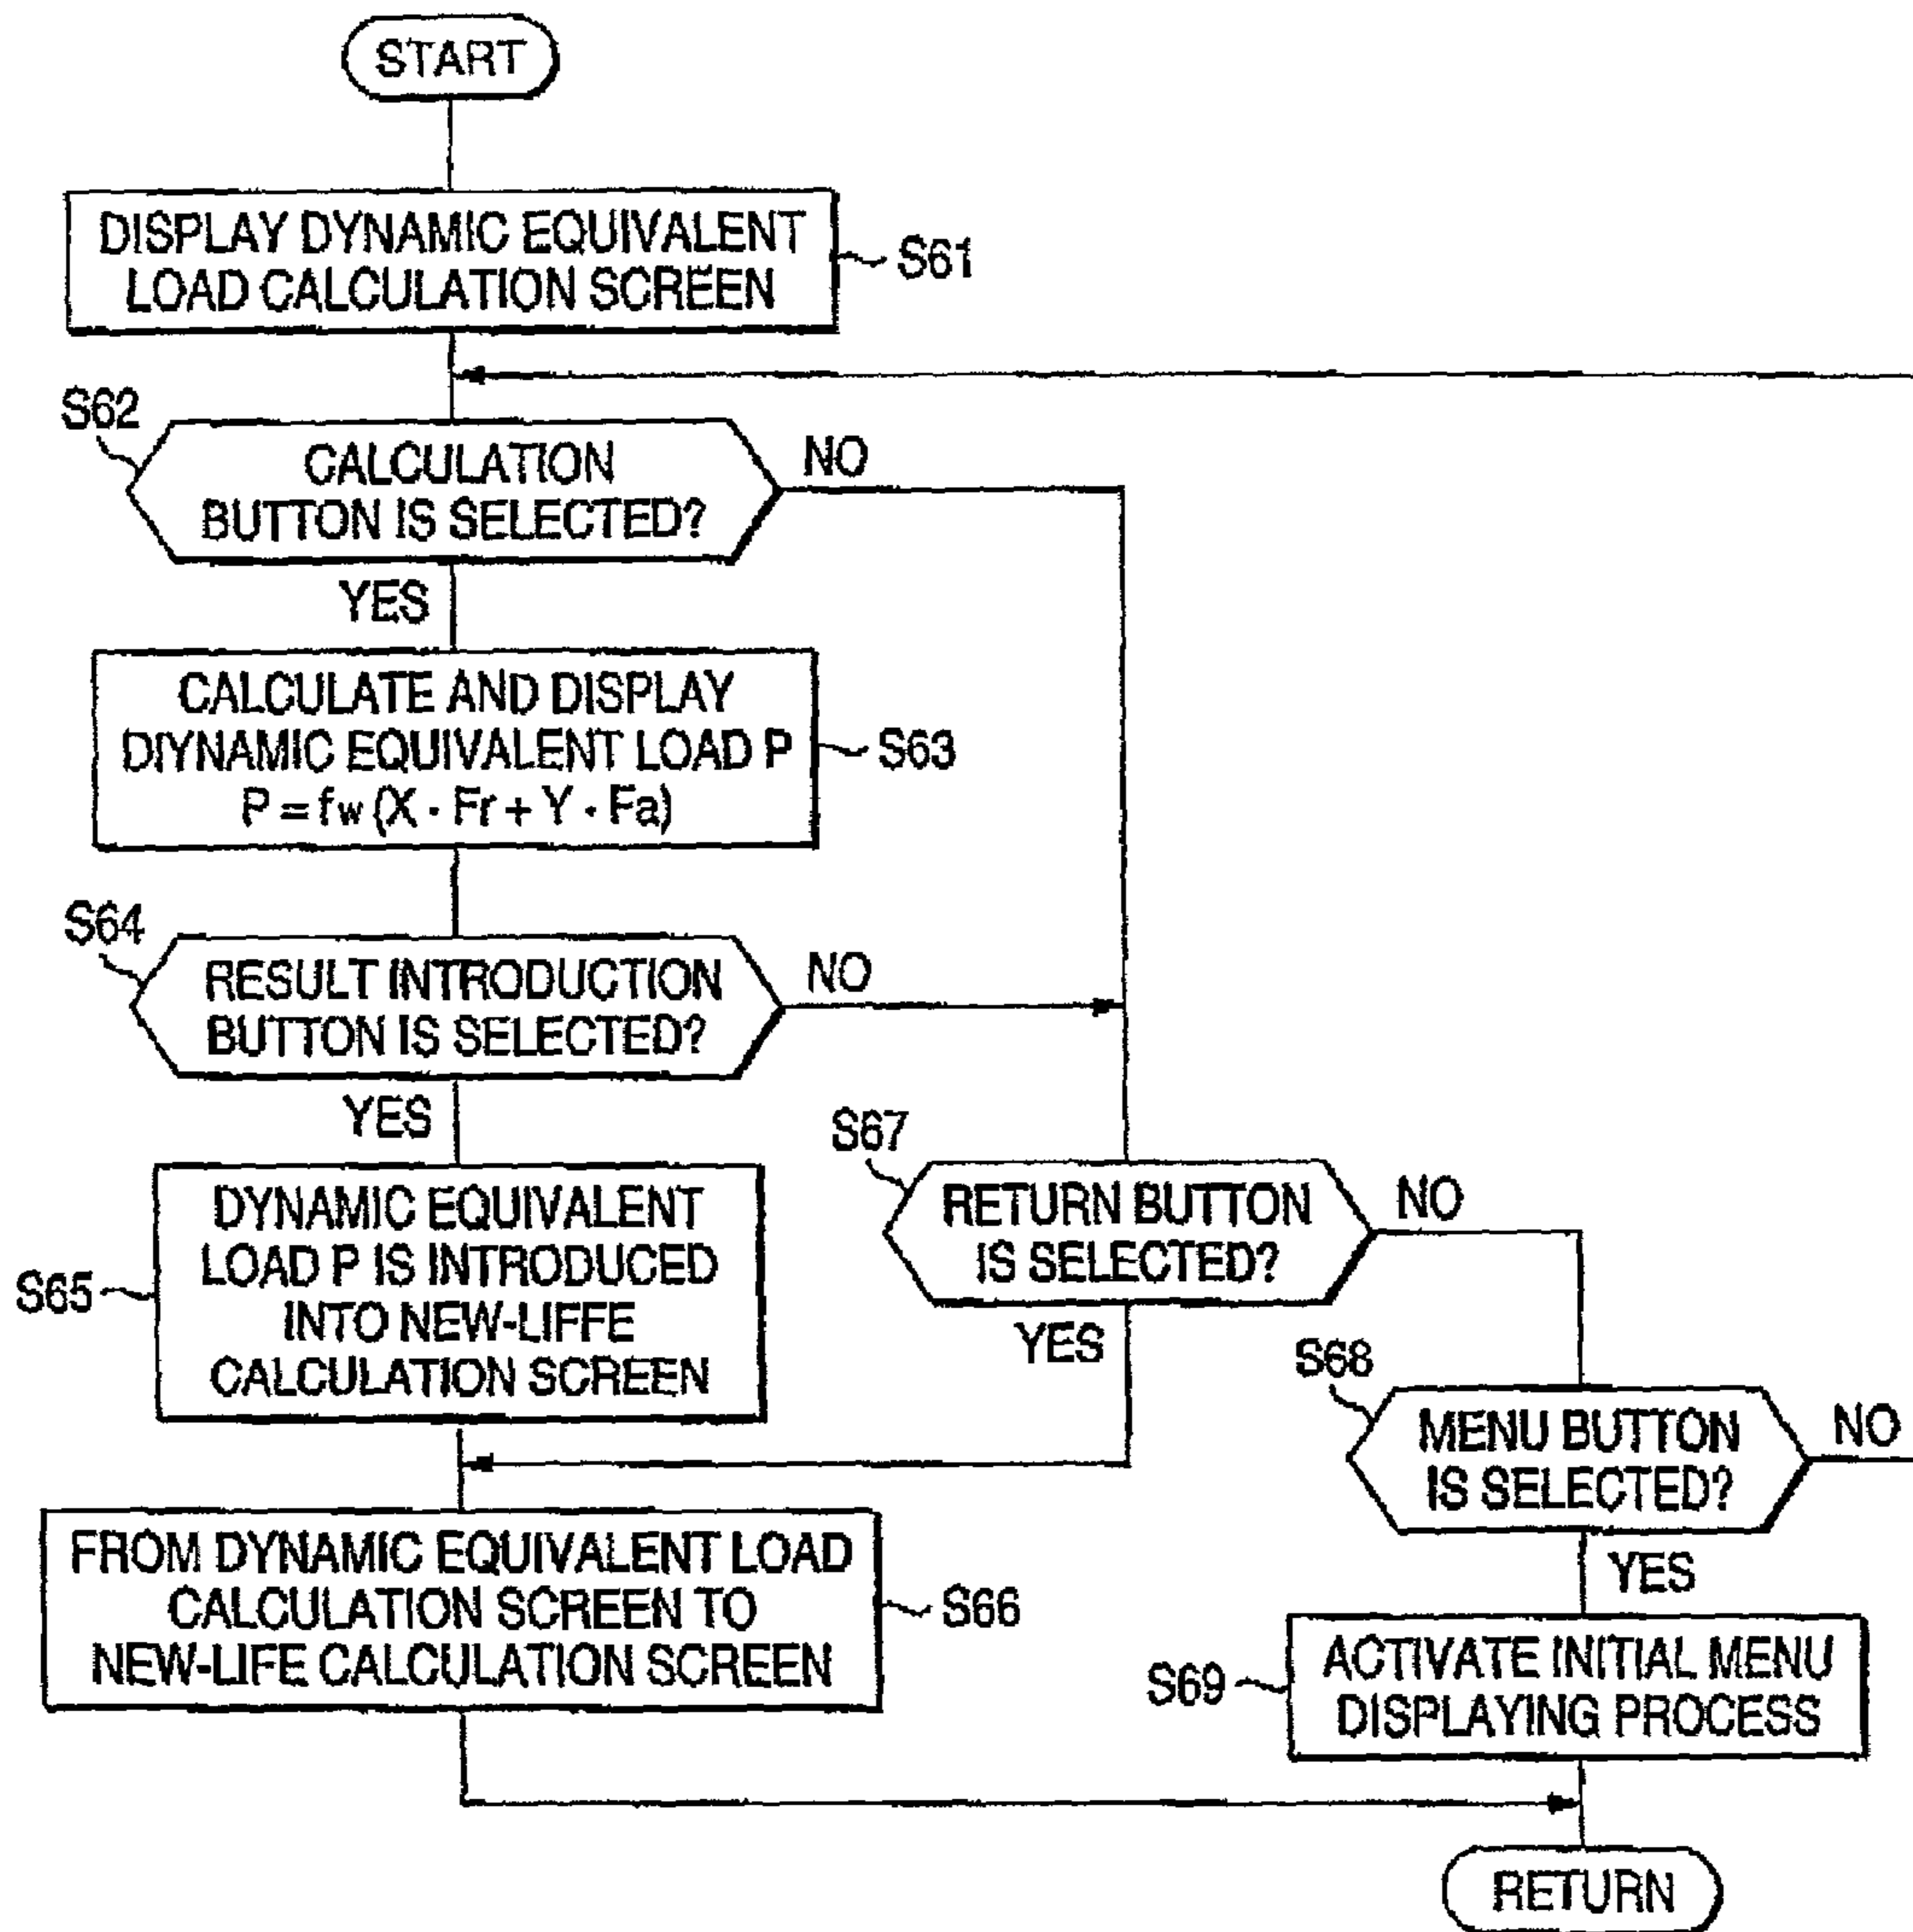 START
DISPLAY DYNAMIC EQUIVALENT
LOAD CALCULATION SCREEN
S61
S62
CALCULATION
BUTTON IS SELECTED?
NO
YES
CALCULATE AND DISPLAY
DIYNAMIC EQUIVALENT LOAD P
P = fw (X · Fr + Y · Fa)
S63
S64
RESULT INTRODUCTION
BUTTON IS SELECTED?
NO
YES
S65
DYNAMIC EQUIVALENT
LOAD P IS INTRODUCED
INTO NEW-LIFFE
CALCULATION SCREEN
S67
RETURN BUTTON
IS SELECTED?
NO
YES
S68
MENU BUTTON
IS SELECTED?
NO
YES
FROM DYNAMIC EQUIVALENT LOAD
CALCULATION SCREEN TO
NEW-LIFE CALCULATION SCREEN
S66
S69
ACTIVATE INITIAL MENU
DISPLAYING PROCESS
RETURN